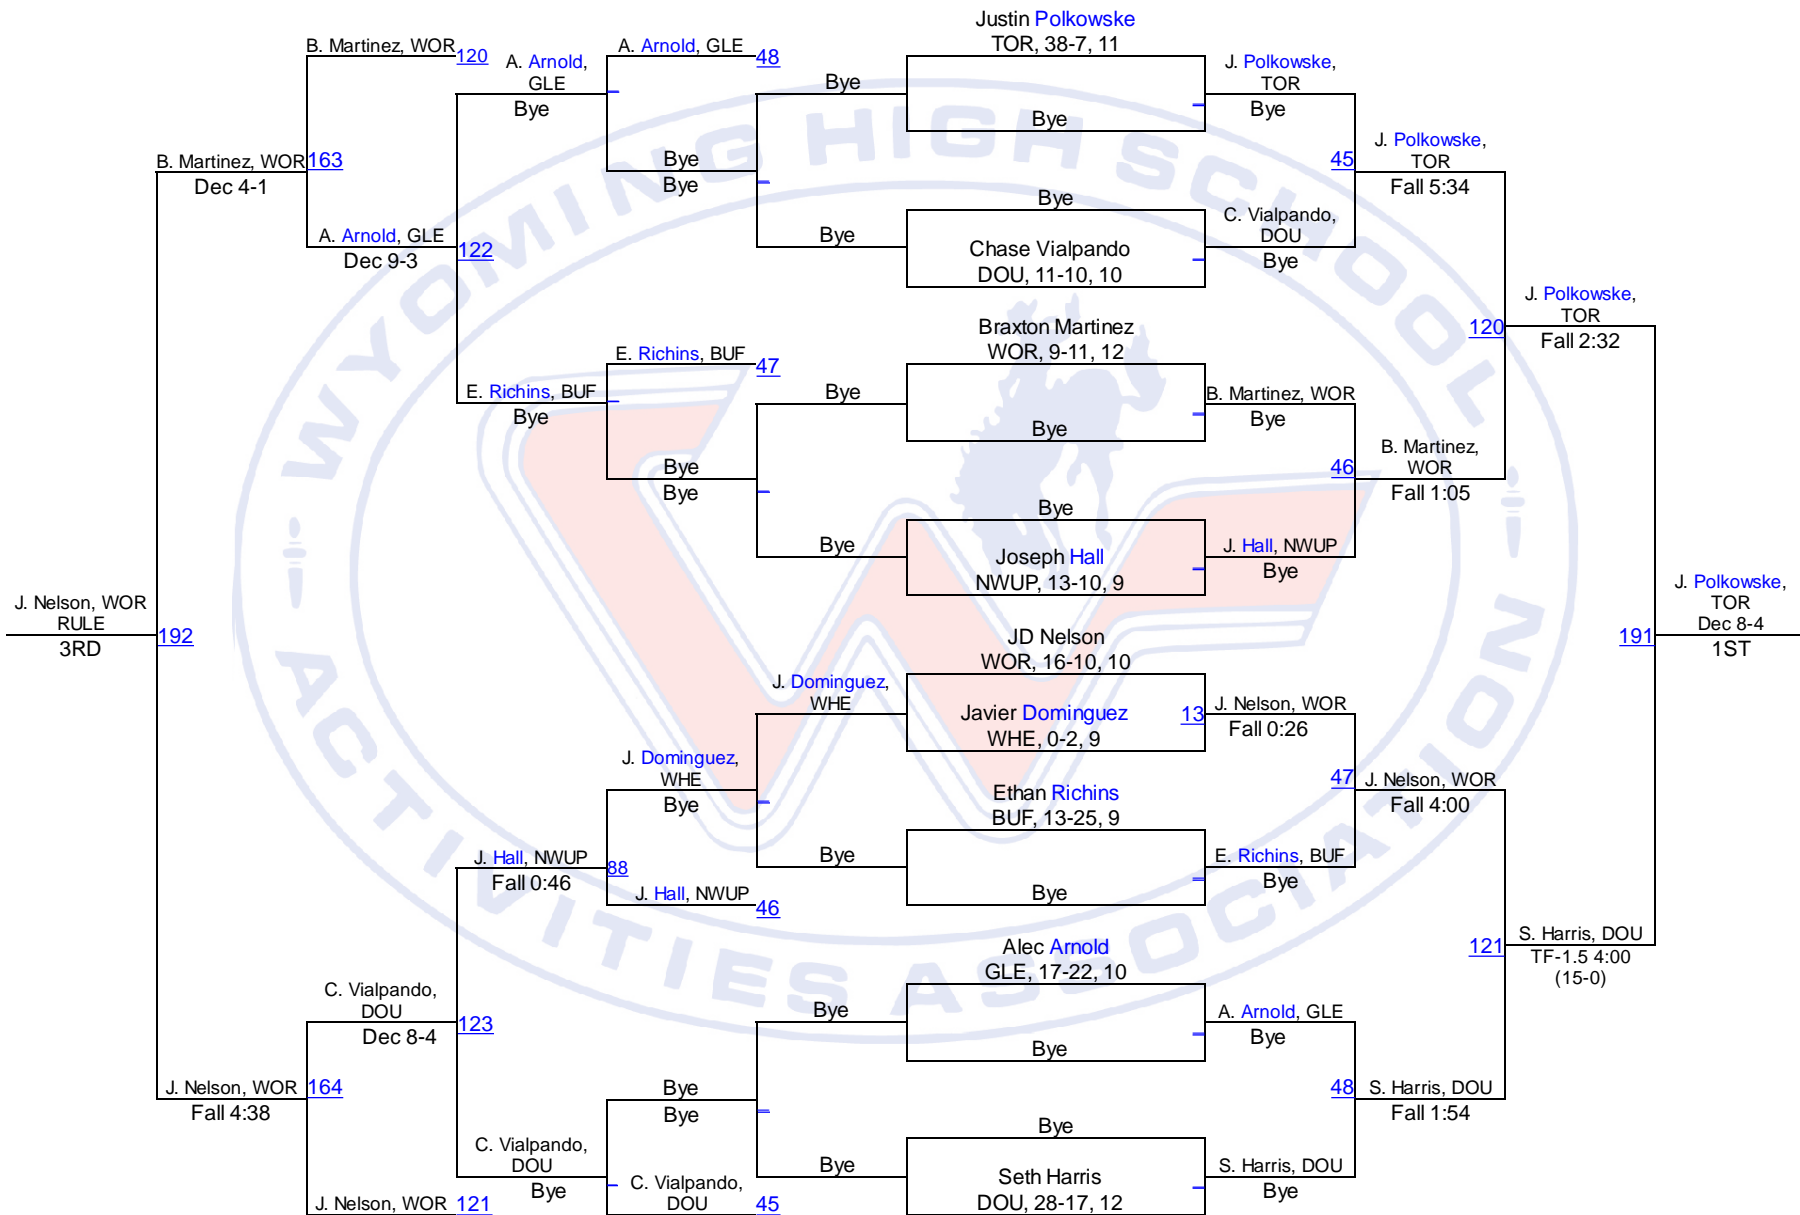 Justin Polkowske
TOR, 38-7, 11
B. Martinez, WOR
120
A. Arnold,
GLE
Bye
A. Arnold, GLE
48
Bye
Bye
J. Polkowske,
TOR
Bye
B. Martinez, WOR
163
Dec 4-1
Bye
Bye
45
J. Polkowske,
TOR
Fall 5:34
A. Arnold, GLE
122
Dec 9-3
Bye
Bye
Chase Vialpando
DOU, 11-10, 10
C. Vialpando,
DOU
Bye
J. Polkowske,
TOR
120
Fall 2:32
Braxton Martinez
WOR, 9-11, 12
E. Richins, BUF
47
E. Richins, BUF
Bye
Bye
Bye
B. Martinez, WOR
Bye
Bye
Bye
46
B. Martinez,
WOR
Fall 1:05
Bye
Bye
Joseph Hall
NWUP, 13-10, 9
J. Hall, NWUP
Bye
J. Nelson, WOR
RULE
192
3RD
JD Nelson
WOR, 16-10, 10
191
J. Polkowske,
TOR
Dec 8-4
1ST
J. Dominguez,
WHE
Javier Dominguez
WHE, 0-2, 9
13
J. Nelson, WOR
Fall 0:26
J. Dominguez,
WHE
Bye
47
J. Nelson, WOR
Fall 4:00
Ethan Richins
BUF, 13-25, 9
J. Hall, NWUP
88
Fall 0:46
Bye
Bye
E. Richins, BUF
Bye
J. Hall, NWUP
46
Alec Arnold
GLE, 17-22, 10
121
S. Harris, DOU
TF-1.5 4:00
(15-0)
C. Vialpando,
DOU
123
Dec 8-4
Bye
Bye
A. Arnold, GLE
Bye
J. Nelson, WOR
164
Fall 4:38
Bye
Bye
48
S. Harris, DOU
Fall 1:54
Bye
C. Vialpando,
DOU
Bye
Bye
Seth Harris
DOU, 28-17, 12
S. Harris, DOU
Bye
J. Nelson, WOR
121
C. Vialpando,
DOU
45
WYOMING HIGH SCHOOL
ACTIVITIES ASSOCIATION